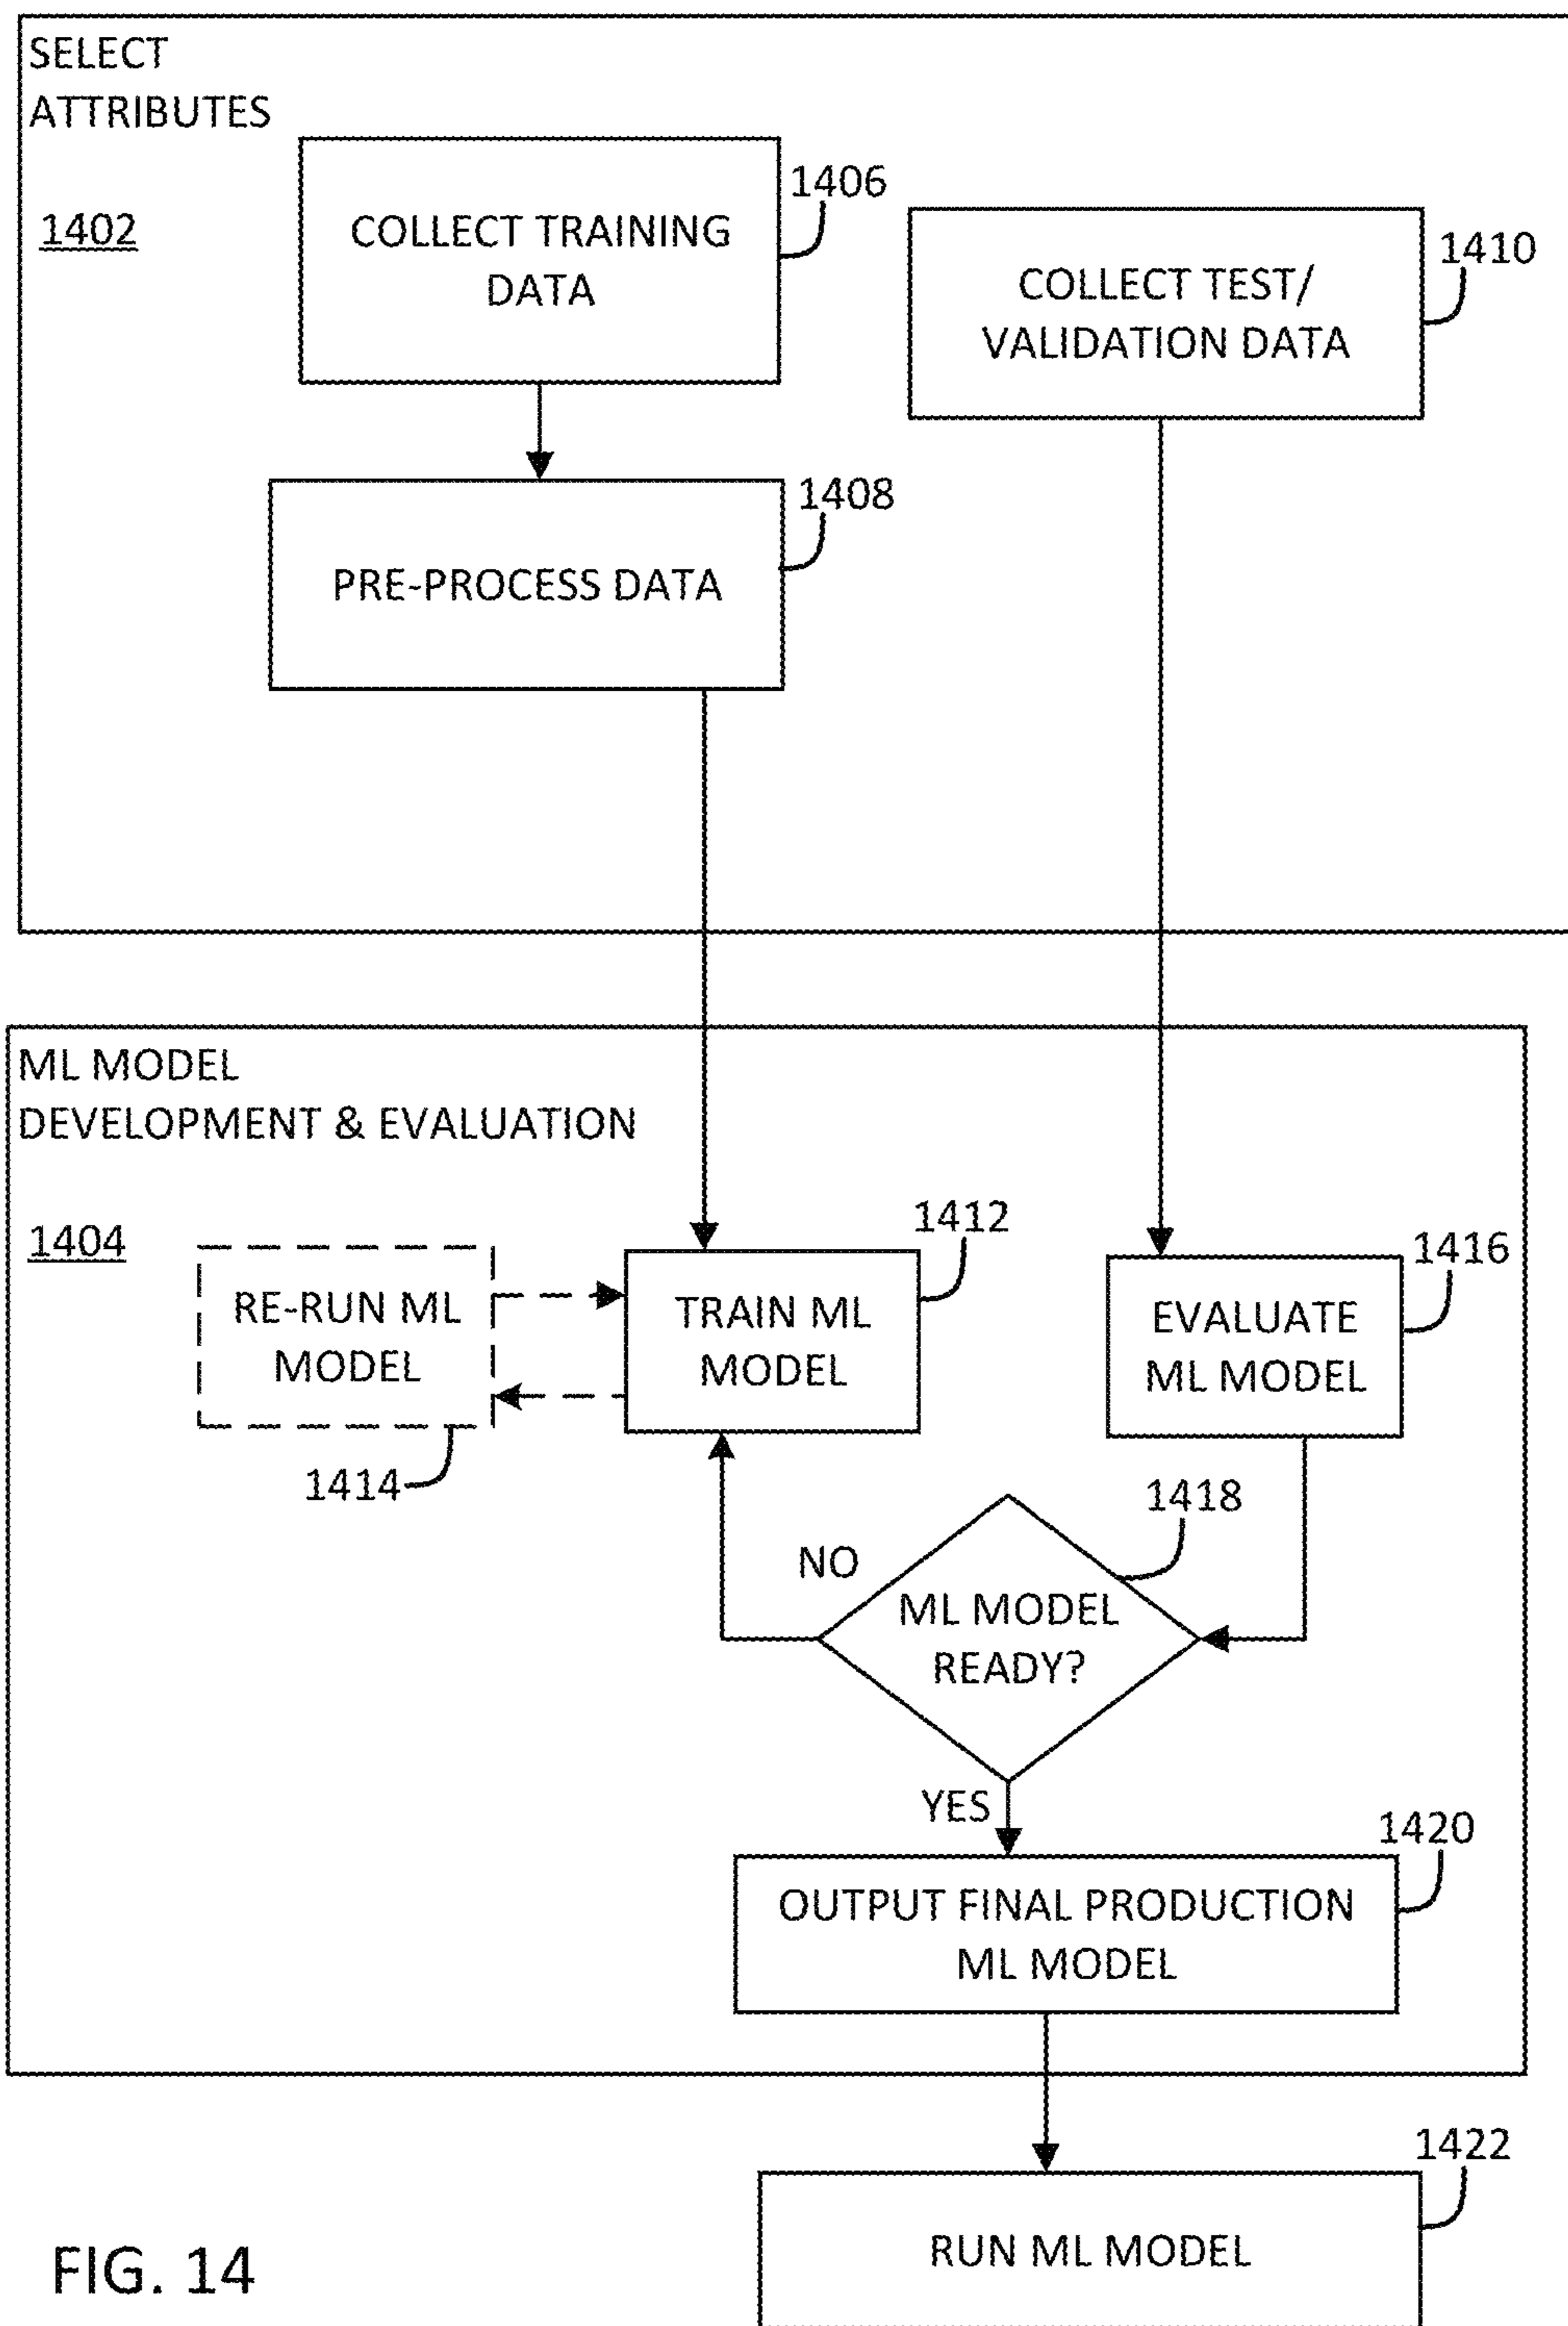 SELECT
ATTRIBUTES
1402
COLLECT TRAINING
DATA
1406
COLLECT TEST/
VALIDATION DATA
1410
PRE-PROCESS DATA
1408
ML MODEL
DEVELOPMENT & EVALUATION
1404
RE-RUN ML
MODEL
1414
TRAIN ML
MODEL
1412
EVALUATE
ML MODEL
1416
NO
ML MODEL
READY?
1418
YES
OUTPUT FINAL PRODUCTION
ML MODEL
1420
RUN ML MODEL
1422
FIG. 14